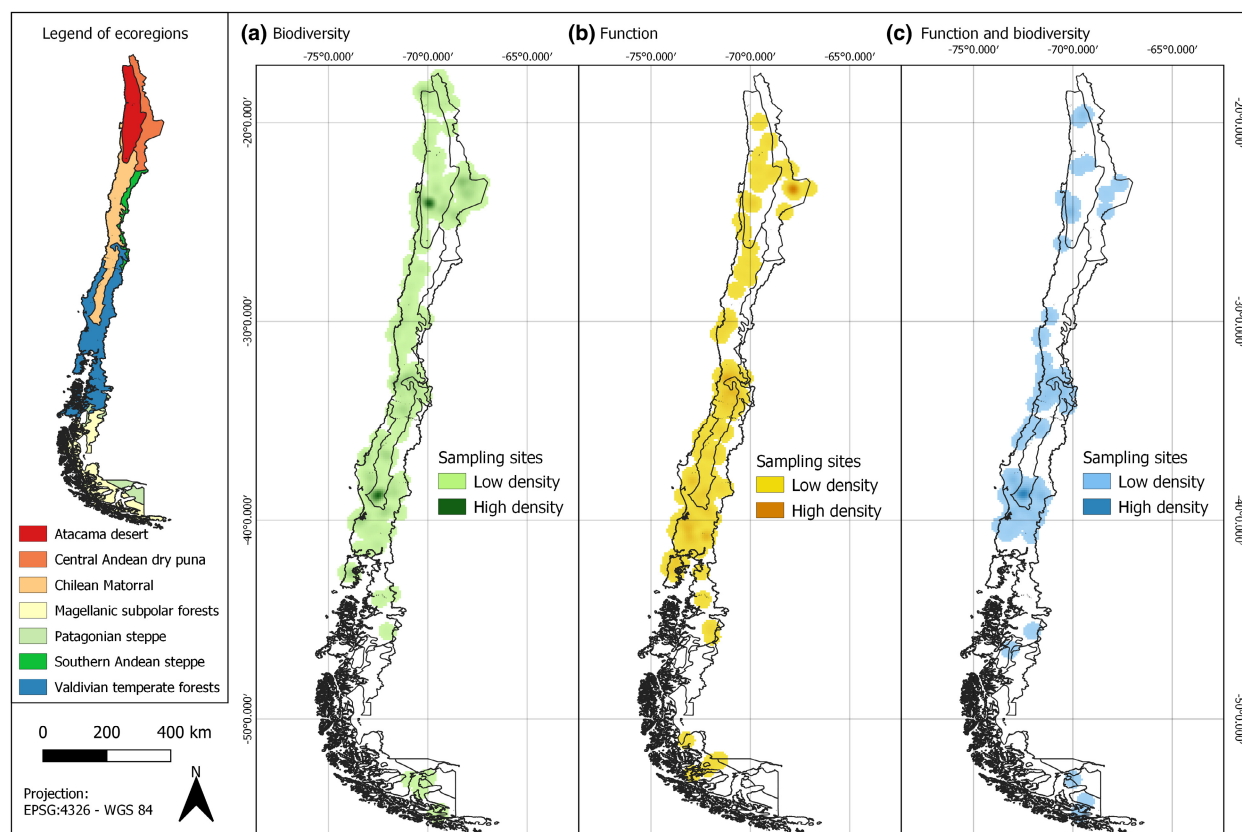 Legend of ecoregions
Atacama desert
Central Andean dry puna
Chilean Matorral
Magellanic subpolar forests
Patagonian steppe
Southern Andean steppe
Valdivian temperate forests
0 200 400 km
Projection:
EPSG:4326 - WGS 84
N
(a) Biodiversity
-75°0.000' -70°0.000' -65°0.000'
-20°0.000'
-30°0.000'
-40°0.000'
-50°0.000'
Sampling sites
Low density
High density
(b) Function
-75°0.000' -70°0.000' -65°0.000'
Sampling sites
Low density
High density
(c) Function and biodiversity
-75°0.000' -70°0.000' -65°0.000'
Sampling sites
Low density
High density
-20°0.000'
-30°0.000'
-40°0.000'
-50°0.000'